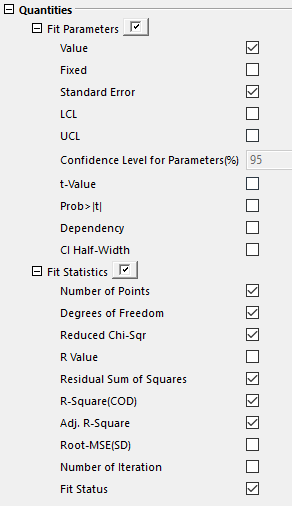 Quantities
Fit Parameters
Value
Fixed
Standard Error
LCL
UCL
Confidence Level for Parameters(%) 95
t-Value
Prob>|t|
Dependency
CI Half-Width
Fit Statistics
Number of Points
Degrees of Freedom
Reduced Chi-Sqr
R Value
Residual Sum of Squares
R-Square(COD)
Adj. R-Square
Root-MSE(SD)
Number of Iteration
Fit Status